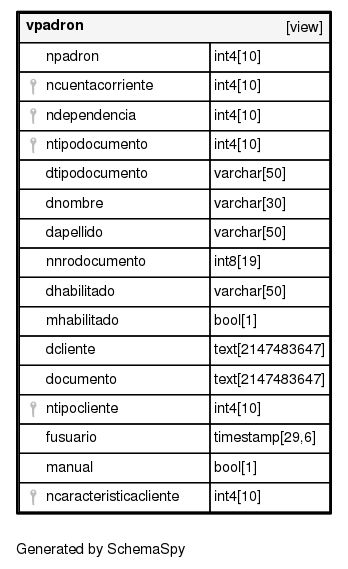 vpadron [view]
npadron int4[10]
ncuentacorriente int4[10]
ndependencia int4[10]
ntipodocumento int4[10]
dtipodocumento varchar[50]
dnombre varchar[30]
dapellido varchar[50]
nnrodocumento int8[19]
dhabilitado varchar[50]
mhabilitado bool[1]
dcliente text[2147483647]
documento text[2147483647]
ntipocliente int4[10]
fusuario timestamp[29,6]
manual bool[1]
ncaracteristicacliente int4[10]
Generated by SchemaSpy